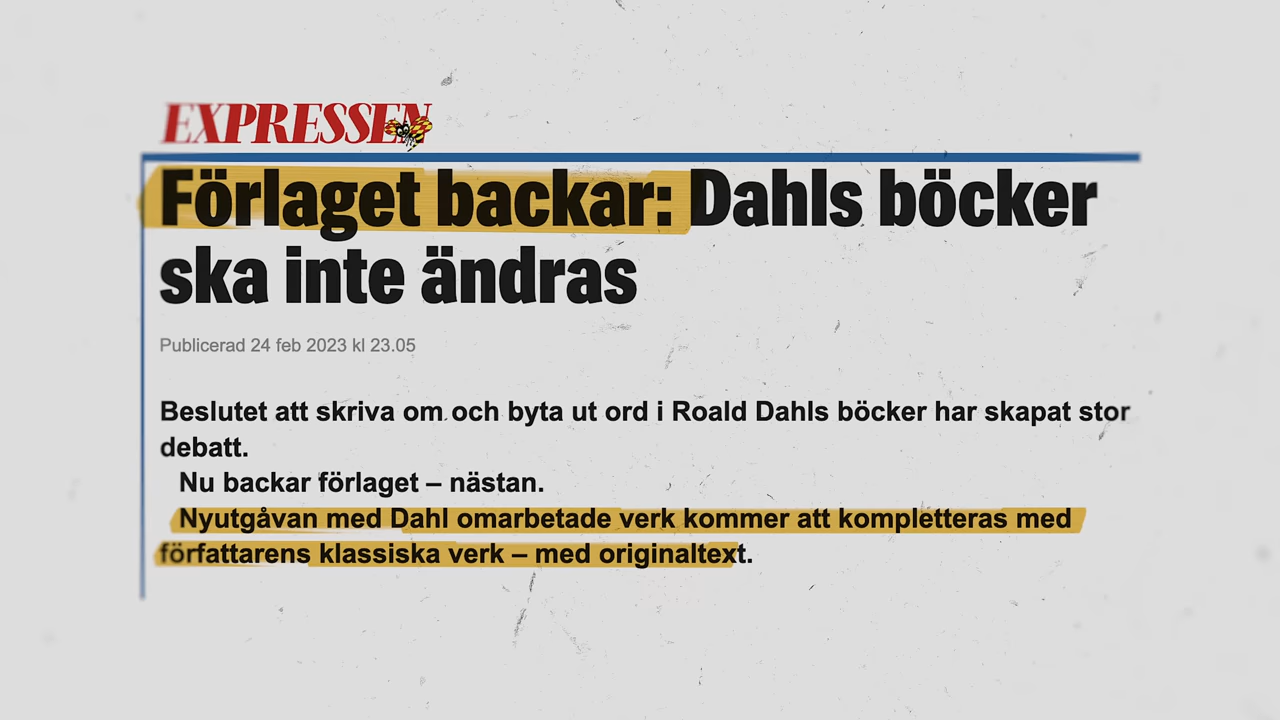 EXPRESSEN
Förlaget backar: Dahls böcker
ska inte ändras
Publicerad 24 feb 2023 kl 23.05
Beslutet att skriva om och byta ut ord i Roald Dahls böcker har skapat stor
debatt.
Nu backar förlaget – nästan.
Nyutgåvan med Dahl omarbetade verk kommer att kompletteras med
författarens klassiska verk – med originaltext.